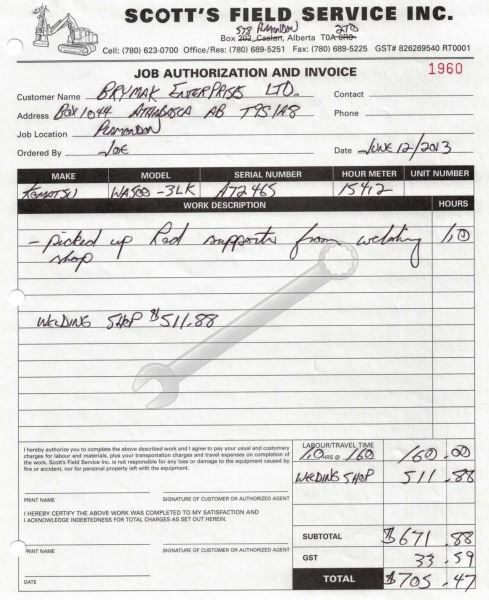 SCOTT'S FIELD SERVICE INC.
578 Plamondon 2T0
Box 202, Caslan, Alberta T0A 0R0
Cell: (780) 623-0700 Office/Res: (780) 689-5251 Fax: (780) 689-5225 GST# 826269540 RT0001
JOB AUTHORIZATION AND INVOICE 1960
Customer Name BRYMAK ENTERPRISE LTD. Contact
Address Box 1044 ATHABASCA AB T9S1A8 Phone
Job Location PLAMONDON
Ordered By JOE Date JUNE 12/2013
MAKE MODEL SERIAL NUMBER HOUR METER UNIT NUMBER
KOMATSU WA500-3LK A72465 15412
WORK DESCRIPTION HOURS
- picked up Rad supports from welding 1.0
shop
WELDING SHOP $511.88
I hereby authorize you to complete the above described work and I agree to pay your usual and customary
charges for labour and materials, plus your transportation charges and travel expenses on completion of
the work. Scott's Field Service Inc. is not responsible for any loss or damage to the equipment caused by
fire or accident, nor for personal property left with the equipment.
LABOUR/TRAVEL TIME
1.0 HRS @ 160 160.00
WELDING SHOP 511.88
PRINT NAME SIGNATURE OF CUSTOMER OR AUTHORIZED AGENT
I HEREBY CERTIFY THE ABOVE WORK WAS COMPLETED TO MY SATISFACTION AND
I ACKNOWLEDGE INDEBTEDNESS FOR TOTAL CHARGES AS SET OUT HEREIN.
SUBTOTAL $671.88
PRINT NAME SIGNATURE OF CUSTOMER OR AUTHORIZED AGENT
GST 33.59
DATE
TOTAL $705.47